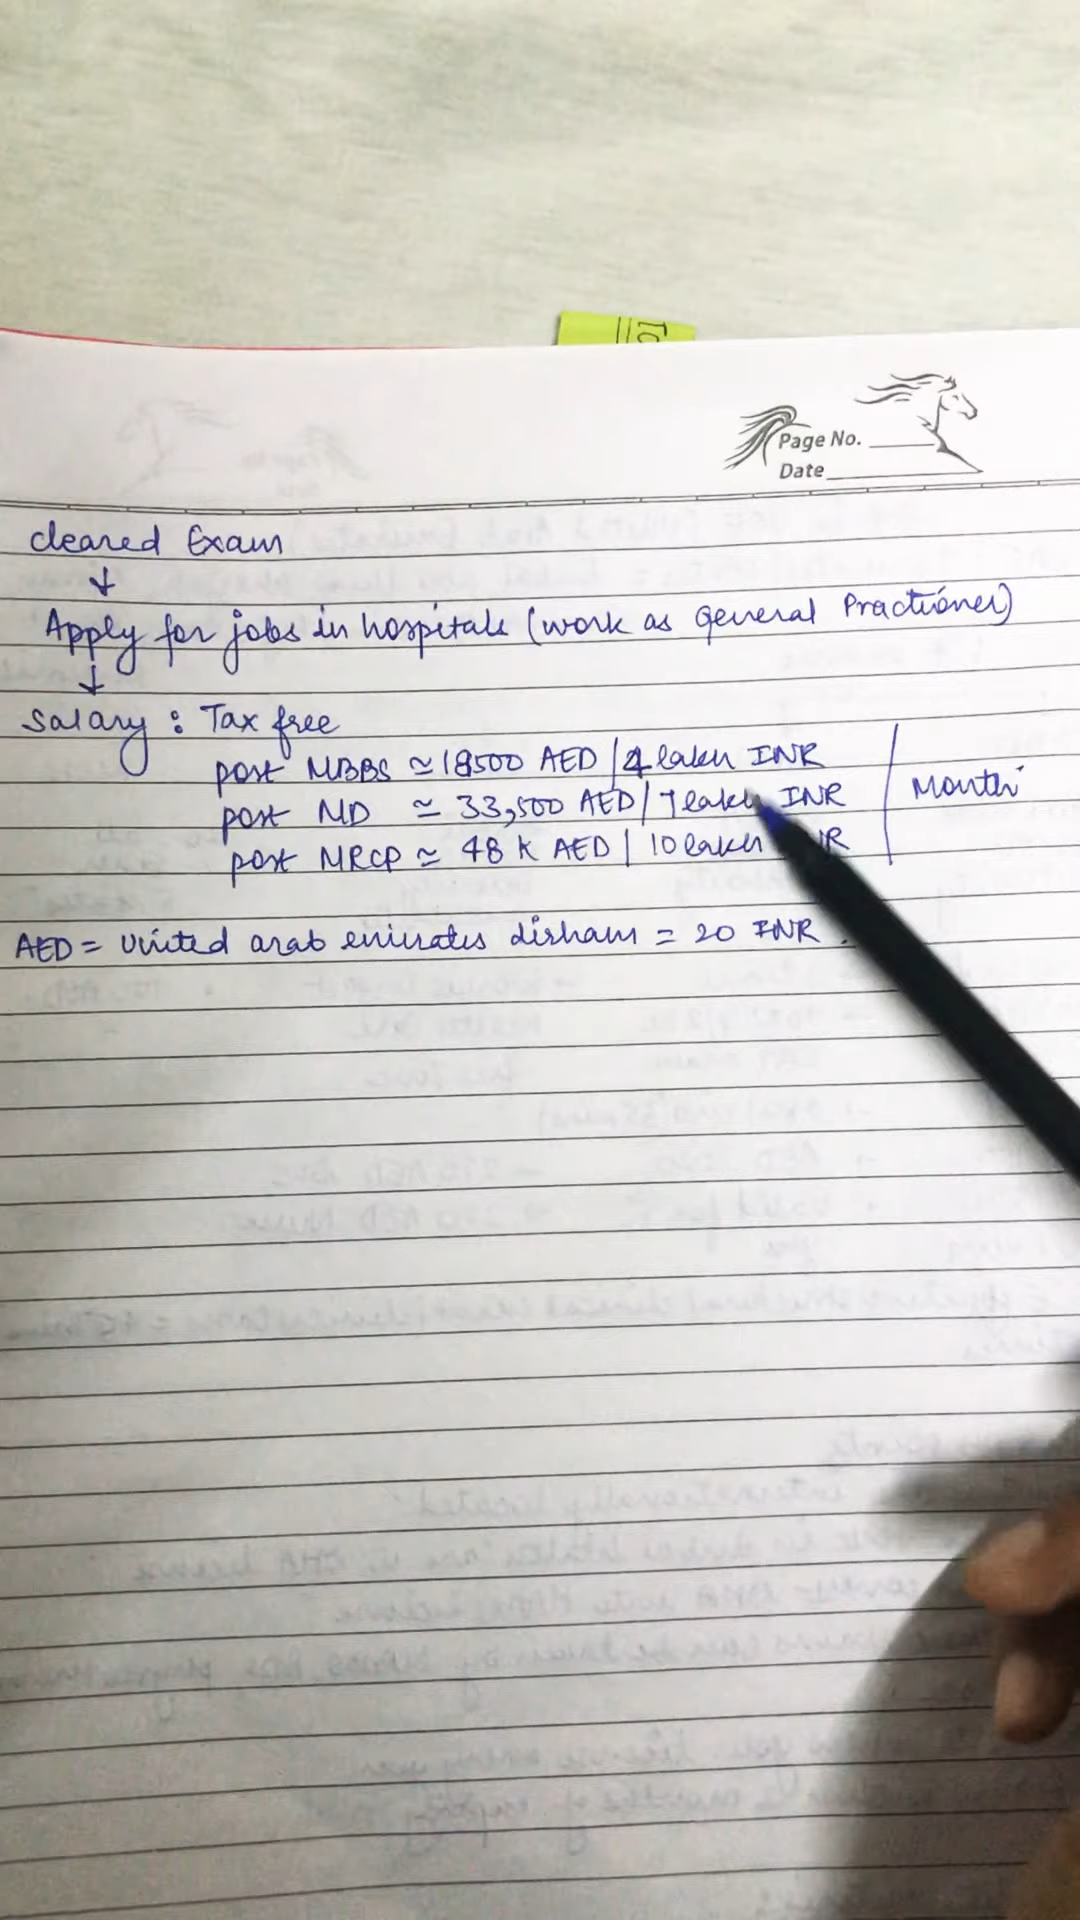 Page No.
Date
cleared Exam
↓
Apply for jobs in hospitals (work as General Practioner)
↓
Salary : Tax free
post MBBS ≃ 18500 AED / 4 lakh INR
post MD ≃ 33,500 AED / 7 lakh INR / Month
post MRCP ≃ 48 K AED / 10 lakh INR
AED = United arab emirates dirham = 20 INR.